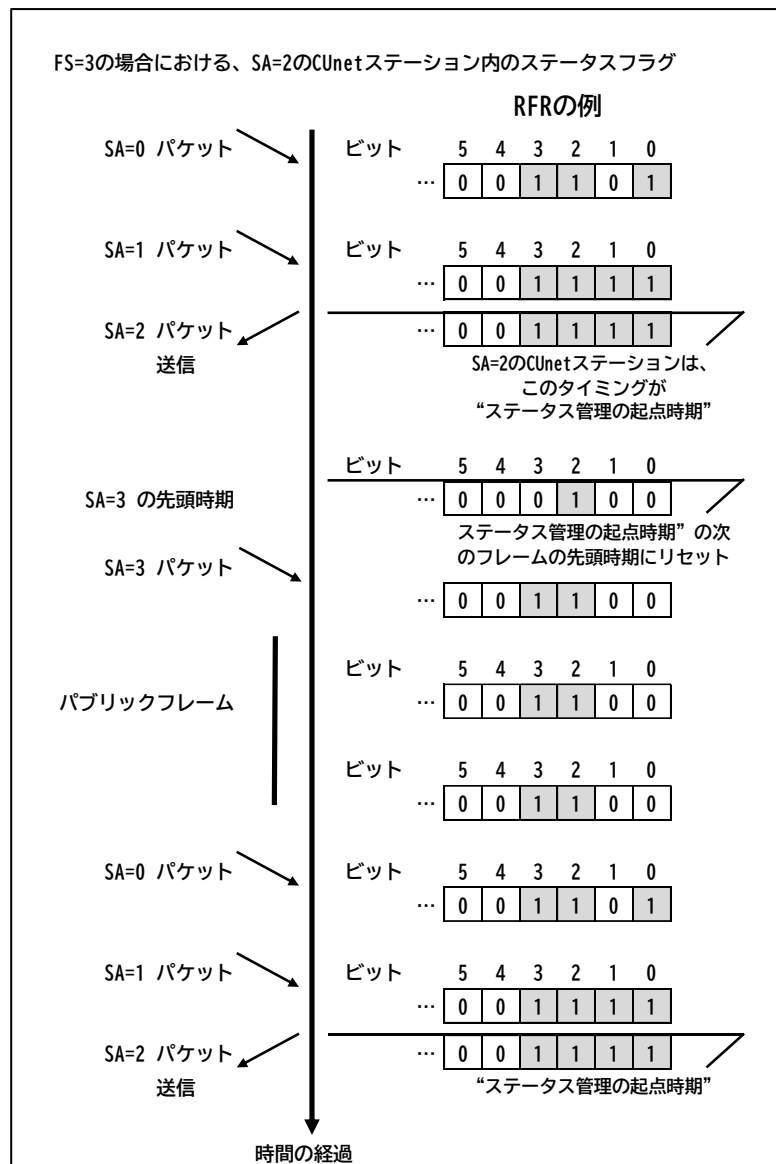 FS=3の場合における、SA=2のCUnetステーション内のステータスフラグ
RFRの例
SA=0 パケット
ビット 5 4 3 2 1 0
… 0 0 1 1 0 1
SA=1 パケット
ビット 5 4 3 2 1 0
… 0 0 1 1 1 1
SA=2 パケット
送信
… 0 0 1 1 1 1
SA=2のCUnetステーションは、
このタイミングが
“ステータス管理の起点時期”
ビット 5 4 3 2 1 0
SA=3 の先頭時期
… 0 0 0 1 0 0
ステータス管理の起点時期”の次
のフレームの先頭時期にリセット
SA=3 パケット
… 0 0 1 1 0 0
パブリックフレーム
ビット 5 4 3 2 1 0
… 0 0 1 1 0 0
ビット 5 4 3 2 1 0
… 0 0 1 1 0 0
SA=0 パケット
ビット 5 4 3 2 1 0
… 0 0 1 1 0 1
SA=1 パケット
ビット 5 4 3 2 1 0
… 0 0 1 1 1 1
SA=2 パケット
送信
… 0 0 1 1 1 1
“ステータス管理の起点時期”
時間の経過